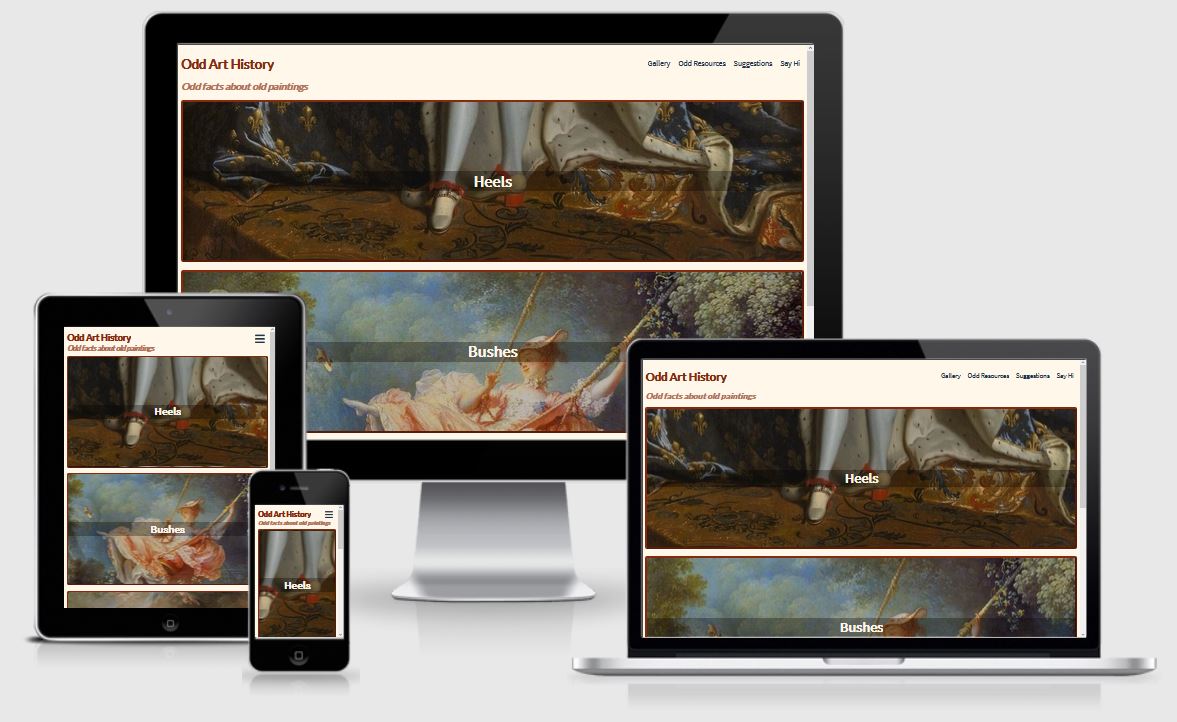 Odd Art History
Gallery Odd Resources Suggestions Say Hi
Odd facts about old paintings
Heels
Bushes
Odd Art History
Odd facts about old paintings
Heels
Bushes
Odd Art History
Odd facts about old paintings
Heels
Odd Art History
Gallery Odd Resources Suggestions Say Hi
Odd facts about old paintings
Heels
Bushes